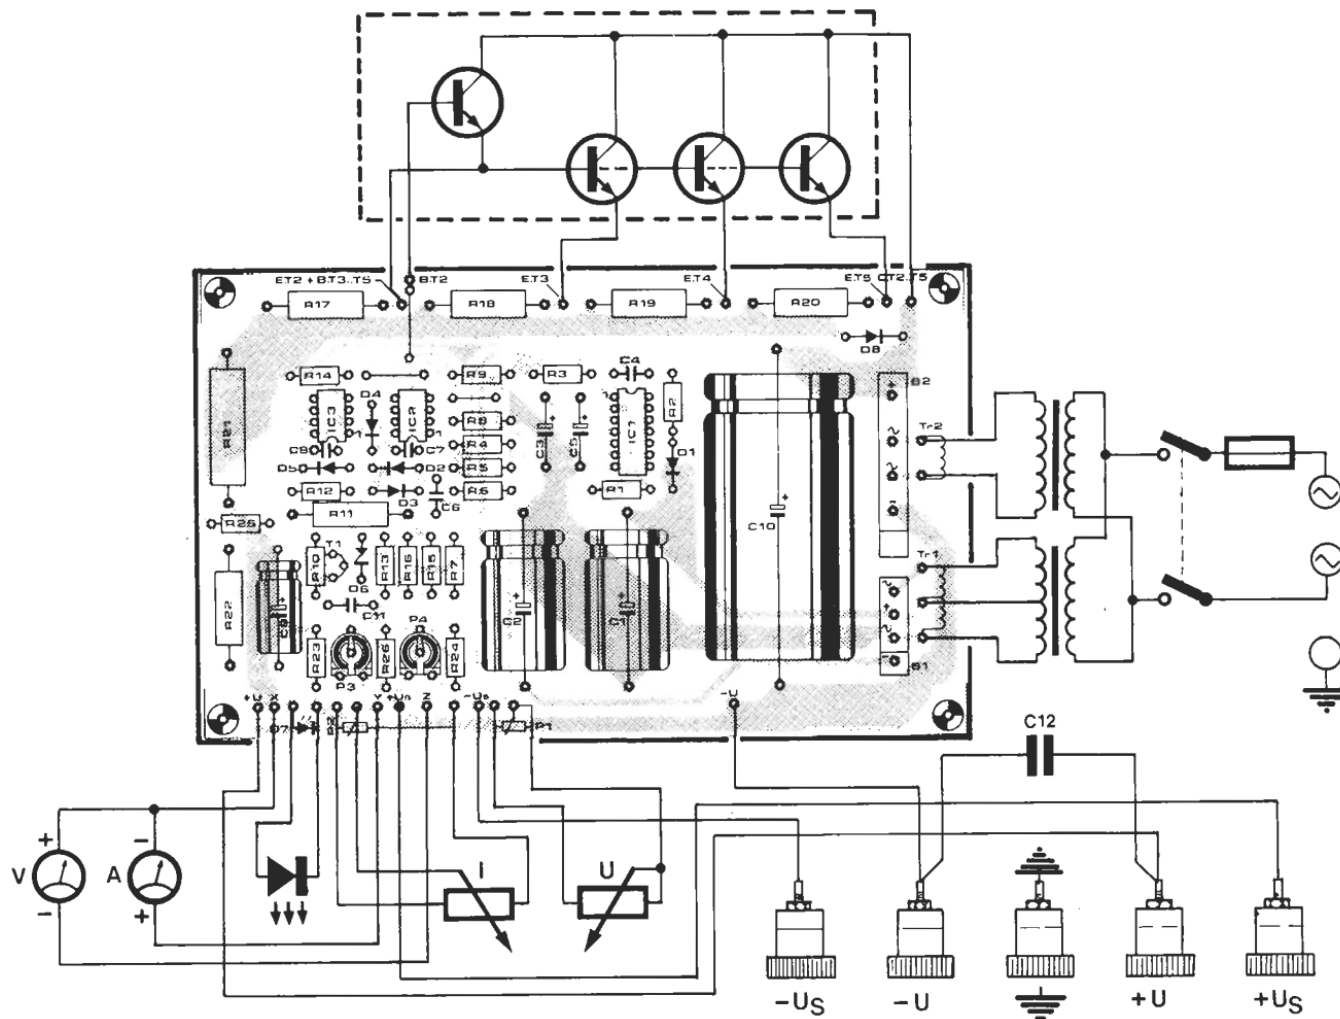 E.T2 + B.T3...T5
B.T2
E.T3
E.T4
E.T5
CT2..T5
R17
R18
R19
R20
D8
R14
D4
R9
R3
C4
R2
B2
R21
IC3
IC2
1
1
R8
R4
C3
C5
IC1
Tr2
C8
C7
D5
D2
R5
D1
R12
D3
C6
R6
R1
R11
C10
R25
T1
R10
D6
R13
R16
R15
R7
Tr1
R22
C9
C11
P4
C2
C1
R23
P3
R26
R24
B1
+U
X
Y
+Us
Z
-Us
-U
D7
P2
P1
C12
V
+
-
A
-
+
I
U
-US
-U
+U
+US